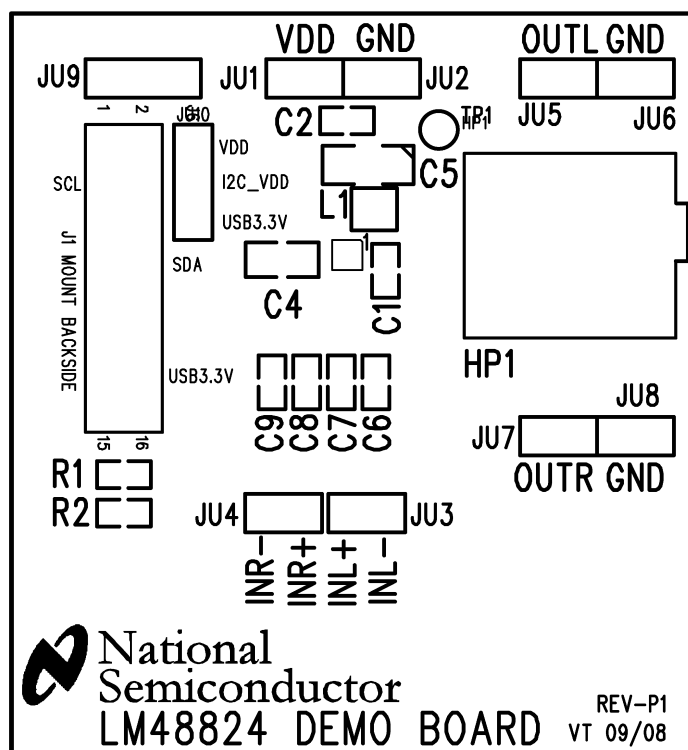 VDD GND
OUTL GND
JU9
JU1
JU2
JU5
JU6
1 2
JU10
C2
TP1
HP1
VDD
C5
SCL
I2C_VDD
L1
USB3.3V
1
J1 MOUNT BACKSIDE
SDA
C4
C1
HP1
USB3.3V
C9
C8
C7
C6
JU8
JU7
15 16
R1
OUTR GND
R2
JU4
JU3
INR-
INR+
INL+
INL-
National
Semiconductor
LM48824 DEMO BOARD
REV-P1
VT 09/08